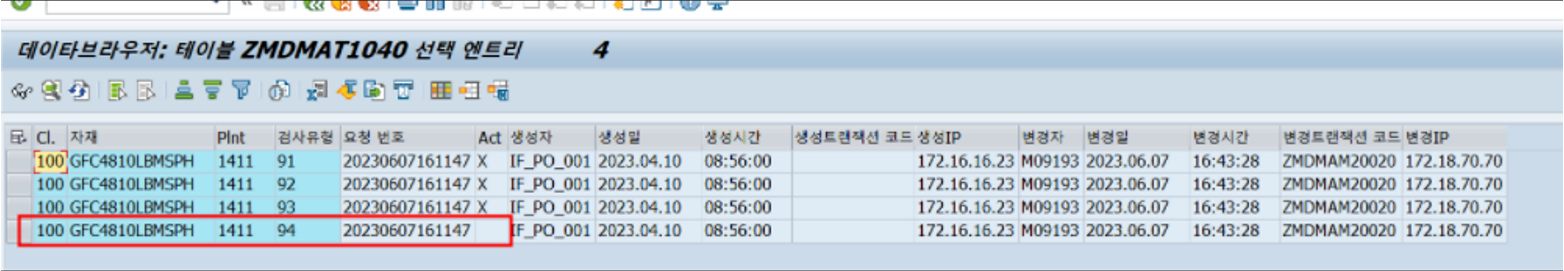 데이타브라우저: 테이블 ZMDMAT1040 선택 엔트리 4
Cl. 자재 Plnt 검사유형 요청 번호 Act 생성자 생성일 생성시간 생성트랜잭션 코드 생성IP 변경자 변경일 변경시간 변경트랜잭션 코드 변경IP
100 GFC4810LBMSPH 1411 91 20230607161147 X IF_PO_001 2023.04.10 08:56:00 172.16.16.23 M09193 2023.06.07 16:43:28 ZMDMAM20020 172.18.70.70
100 GFC4810LBMSPH 1411 92 20230607161147 X IF_PO_001 2023.04.10 08:56:00 172.16.16.23 M09193 2023.06.07 16:43:28 ZMDMAM20020 172.18.70.70
100 GFC4810LBMSPH 1411 93 20230607161147 X IF_PO_001 2023.04.10 08:56:00 172.16.16.23 M09193 2023.06.07 16:43:28 ZMDMAM20020 172.18.70.70
100 GFC4810LBMSPH 1411 94 20230607161147 IF_PO_001 2023.04.10 08:56:00 172.16.16.23 M09193 2023.06.07 16:43:28 ZMDMAM20020 172.18.70.70